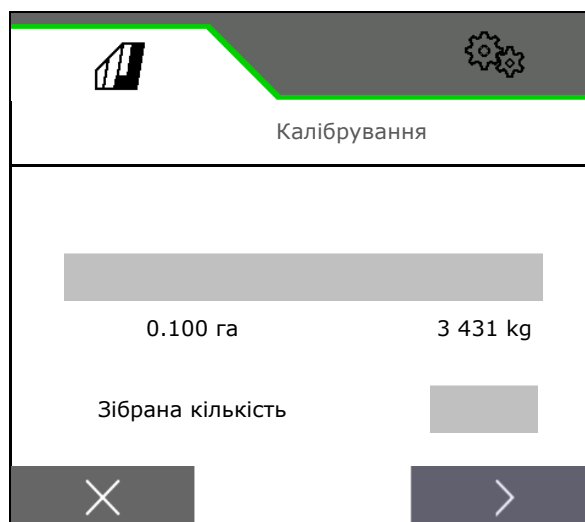 Калібрування
0.100 га 3 431 kg
Зібрана кількість